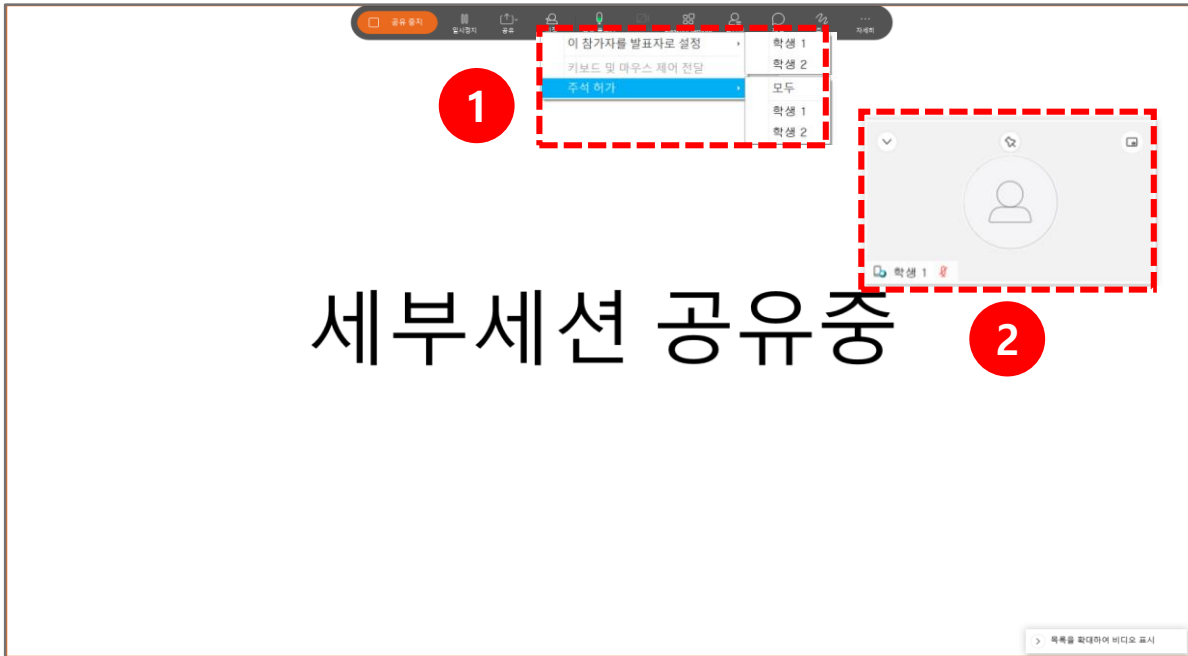 공유 중지
일시정지
공유
자세히
이 참가자를 발표자로 설정
학생 1
학생 2
키보드 및 마우스 제어 전달
주석 허가
모두
학생 1
학생 2
1
학생 1
세부세션 공유중
2
목록을 확대하여 비디오 표시